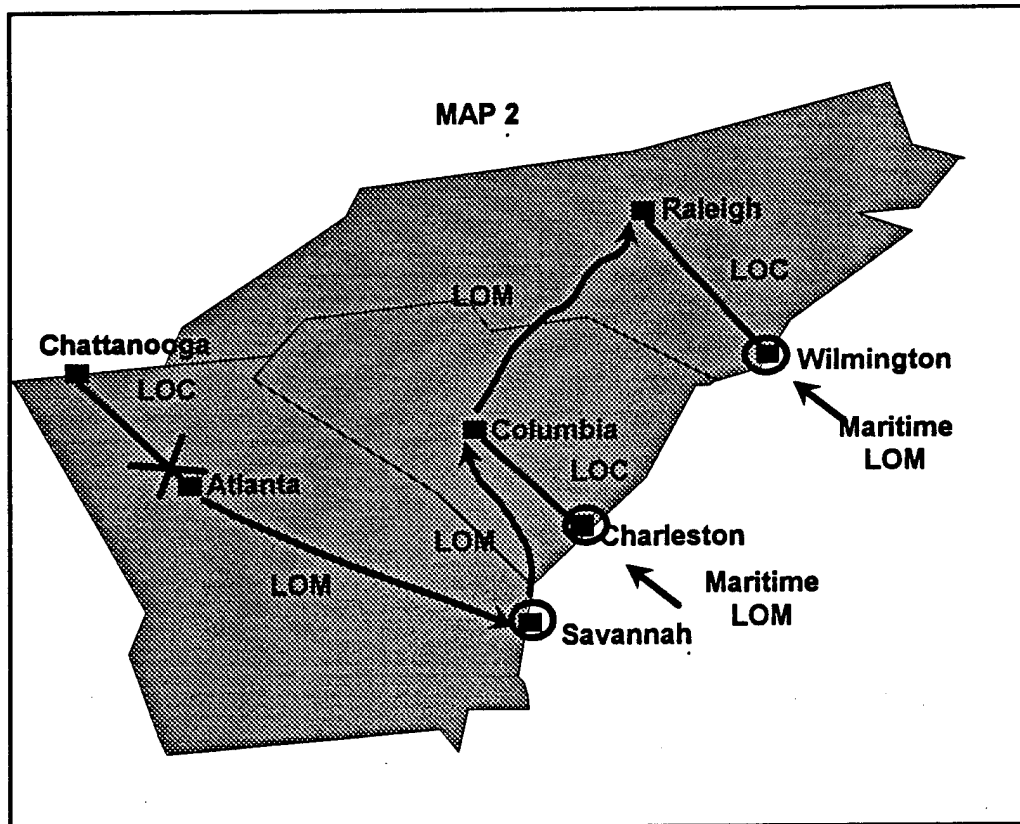 MAP 2
Raleigh
LOC
LOM
Chattanooga
LOC
Wilmington
Maritime
LOM
Columbia
LOC
Atlanta
LOM
Charleston
LOM
Maritime
LOM
Savannah